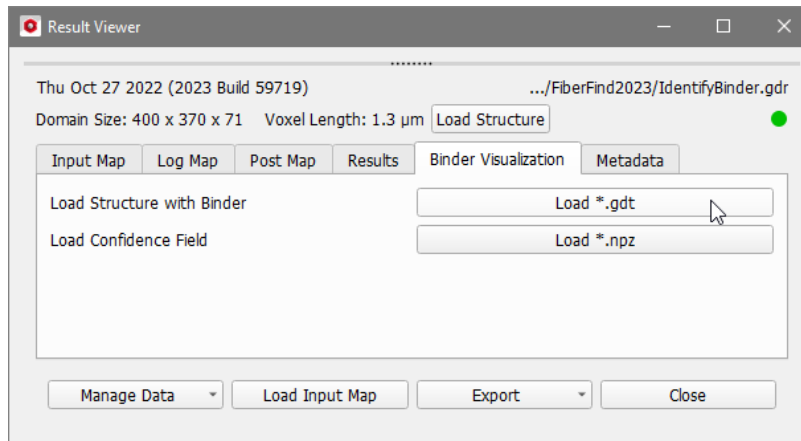 Result Viewer
Thu Oct 27 2022 (2023 Build 59719) .../FiberFind2023/IdentifyBinder.gdr
Domain Size: 400 x 370 x 71 Voxel Length: 1.3 µm Load Structure
Input Map Log Map Post Map Results Binder Visualization Metadata
Load Structure with Binder Load *.gdt
Load Confidence Field Load *.npz
Manage Data Load Input Map Export Close